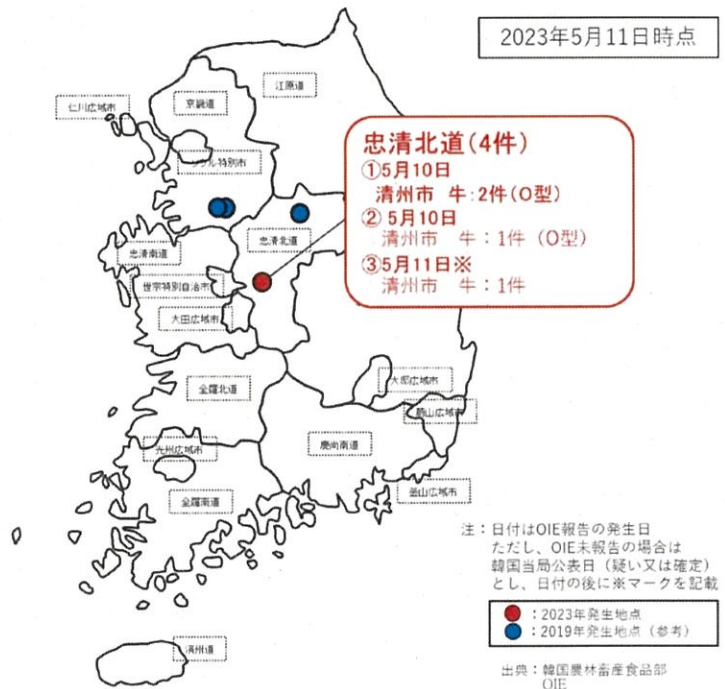 2023年5月11日時点
江原道
京畿道
仁川広域市
ソウル特別市
忠清北道(4件)
①5月10日
清州市 牛:2件(O型)
② 5月10日
清州市 牛:1件(O型)
③5月11日※
清州市 牛:1件
忠清北道
忠清南道
世宗特別自治市
大田広域市
大邱広域市
全羅北道
蔚山広域市
慶尚南道
光州広域市
釜山広域市
全羅南道
済州道
注:日付はOIE報告の発生日
ただし、OIE未報告の場合は
韓国当局公表日(疑い又は確定)
とし、日付の後に※マークを記載
:2023年発生地点
:2019年発生地点(参考)
出典:韓国農林畜産食品部
OIE